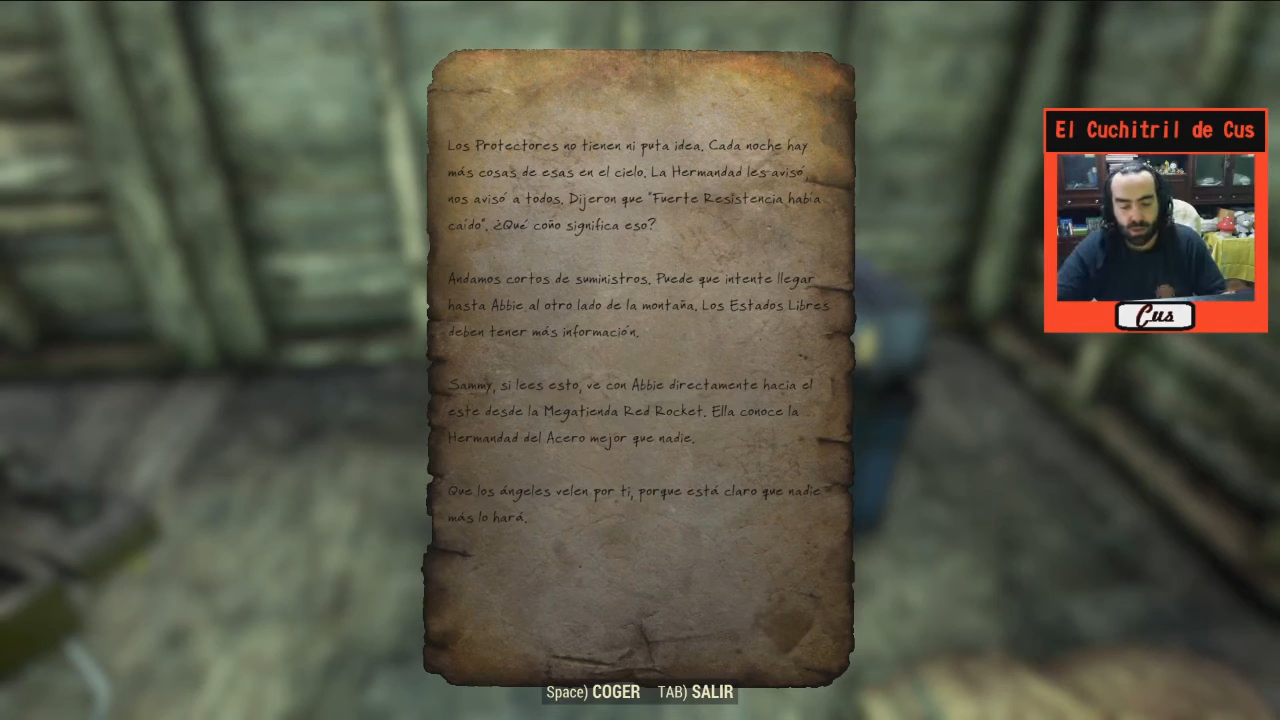 Los Protectores no tienen ni puta idea. Cada noche hay
más cosas de esas en el cielo. La Hermandad les avisó,
nos avisó a todos. Dijeron que "Fuerte Resistencia había
caído". ¿Qué coño significa eso?
Andamos cortos de suministros. Puede que intente llegar
hasta Abbie al otro lado de la montaña. Los Estados Libres
deben tener más información.
Sammy, si lees esto, ve con Abbie directamente hacia el
este desde la Megatienda Red Rocket. Ella conoce la
Hermandad del Acero mejor que nadie.
Que los ángeles velen por ti, porque está claro que nadie
más lo hará.
Space) COGER TAB) SALIR
El Cuchitril de Cus
Cus